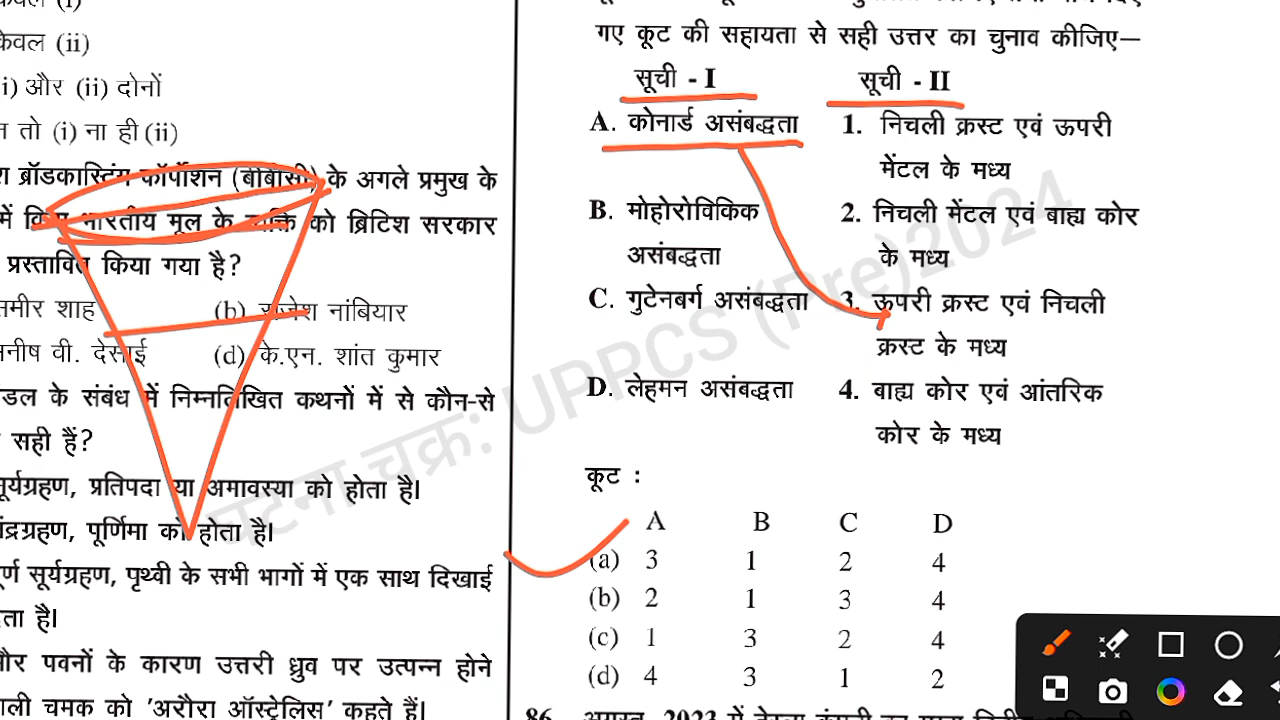 केवल (i)
केवल (ii)
(i) और (ii) दोनों
न तो (i) ना ही (ii)
ब्रॉडकास्टिंग कॉर्पोरेशन (बीबीसी) के अगले प्रमुख के
में किस भारतीय मूल के व्यक्ति को ब्रिटिश सरकार
प्रस्तावित किया गया है?
समीर शाह (b) राजेश नांबियार
मनीष वी. देसाई (d) के.एन. शांत कुमार
के संबंध में निम्नलिखित कथनों में से कौन-से
सही हैं?
सूर्यग्रहण, प्रतिपदा या अमावस्या को होता है।
चंद्रग्रहण, पूर्णिमा को होता है।
पूर्ण सूर्यग्रहण, पृथ्वी के सभी भागों में एक साथ दिखाई
है।
और पवनों के कारण उत्तरी ध्रुव पर उत्पन्न होने
वाली चमक को 'अरौरा ऑस्ट्रेलिस' कहते हैं।
गए कूट की सहायता से सही उत्तर का चुनाव कीजिए—
सूची - I सूची - II
A. कोनार्ड असंबद्धता 1. निचली क्रस्ट एवं ऊपरी
मेंटल के मध्य
B. मोहोरोविकिक 2. निचली मेंटल एवं बाह्य कोर
असंबद्धता के मध्य
C. गुटेनबर्ग असंबद्धता 3. ऊपरी क्रस्ट एवं निचली
क्रस्ट के मध्य
D. लेहमन असंबद्धता 4. बाह्य कोर एवं आंतरिक
कोर के मध्य
कूट :
A B C D
(a) 3 1 2 4
(b) 2 1 3 4
(c) 1 3 2 4
(d) 4 3 1 2
86. अगस्त, 2023 में
घटना चक्र: UPPCS (Pre)2024